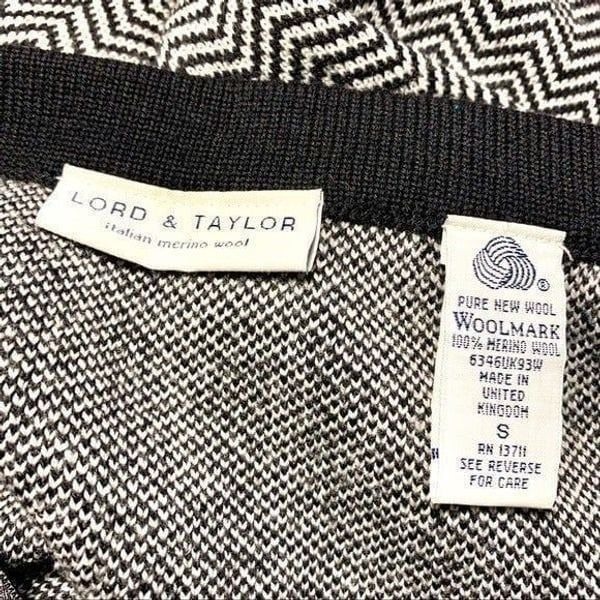 LORD & TAYLOR
italian merino wool
®
PURE NEW WOOL
WOOLMARK
100% MERINO WOOL
6346UK93W
MADE IN
UNITED
KINGDOM
S
RN 13711
SEE REVERSE
FOR CARE